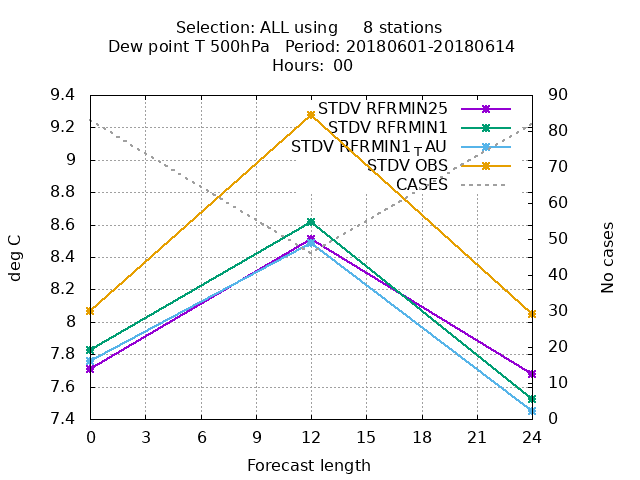 Selection: ALL using     8 stations
Dew point T 500hPa   Period: 20180601-20180614
Hours:  00
deg C
9.4
9.2
9
8.8
8.6
8.4
8.2
8
7.8
7.6
7.4
STDV RFRMIN25
STDV RFRMIN1
STDV RFRMIN1TAU
STDV OBS
CASES
90
80
70
60
50
40
30
20
10
0
No cases
0 3 6 9 12 15 18 21 24
Forecast length